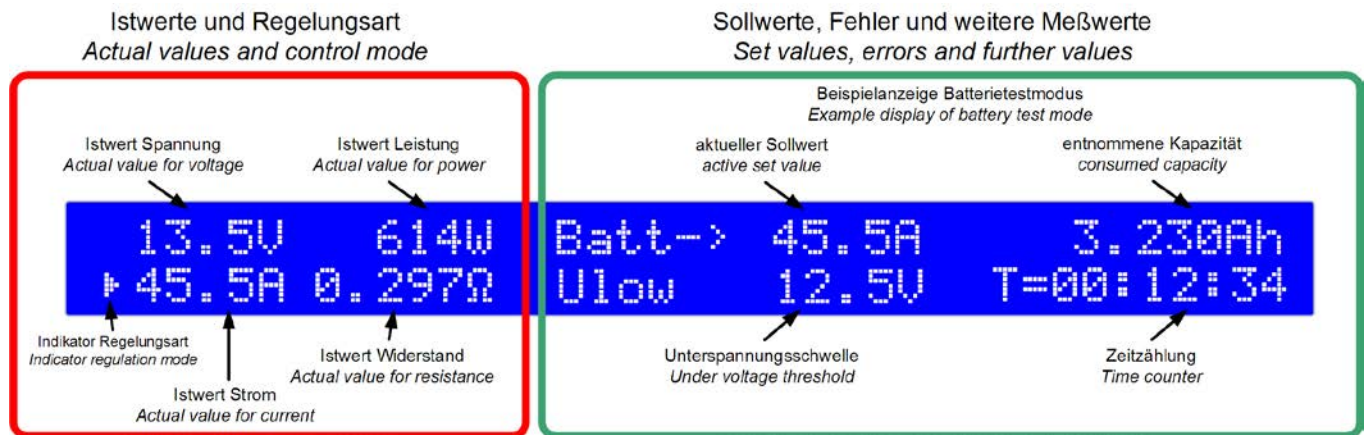 Istwerte und Regelungsart
Actual values and control mode
Sollwerte, Fehler und weitere Meßwerte
Set values, errors and further values
Beispielanzeige Batterietestmodus
Example display of battery test mode
Istwert Spannung
Actual value for voltage
Istwert Leistung
Actual value for power
aktueller Sollwert
active set value
entnommene Kapazität
consumed capacity
13.5V 614W Batt-> 45.5A 3.230Ah
45.5A 0.297Ω Ulow 12.5V T=00:12:34
Indikator Regelungsart
Indicator regulation mode
Istwert Strom
Actual value for current
Istwert Widerstand
Actual value for resistance
Unterspannungsschwelle
Under voltage threshold
Zeitzählung
Time counter